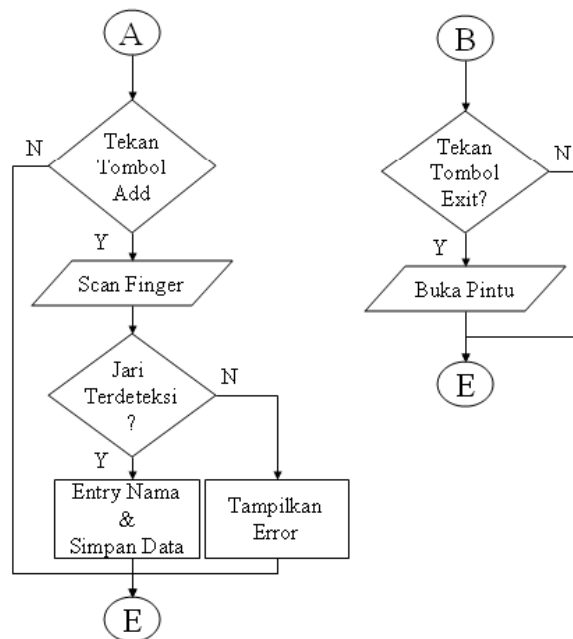 A
Tekan
Tombol
Add
N
Y
Scan Finger
Jari
Terdeteksi
?
N
Y
Entry Nama
&
Simpan Data
Tampilkan
Error
E
B
Tekan
Tombol
Exit?
N
Y
Buka Pintu
E